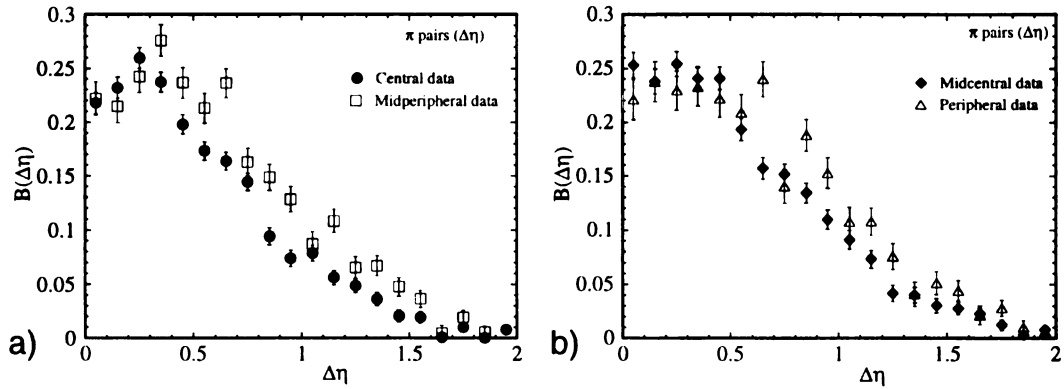 0.3
0.25
0.2
0.15
0.1
0.05
0
B(Δη)
π pairs (Δη)
Central data
Midperipheral data
0 0.5 1 1.5 2
Δη
a)
0.3
0.25
0.2
0.15
0.1
0.05
0
B(Δη)
π pairs (Δη)
Midcentral data
Peripheral data
0 0.5 1 1.5 2
Δη
b)